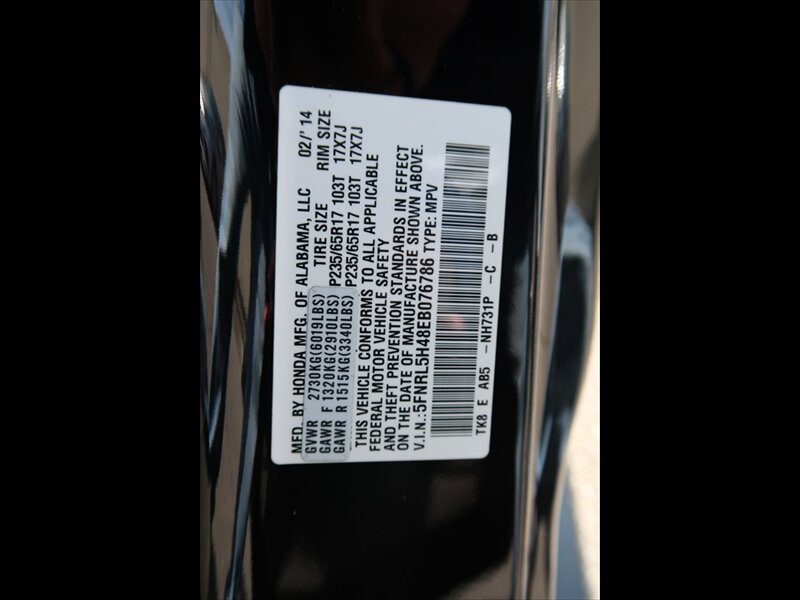 MFD. BY HONDA MFG. OF ALABAMA, LLC 02/' 14
GVWR 2730KG(6019LBS) TIRE SIZE RIM SIZE
GAWR F 1320KG(2910LBS) P235/65R17 103T 17X7J
GAWR R 1515KG(3340LBS) P235/65R17 103T 17X7J
THIS VEHICLE CONFORMS TO ALL APPLICABLE
FEDERAL MOTOR VEHICLE SAFETY
AND THEFT PREVENTION STANDARDS IN EFFECT
ON THE DATE OF MANUFACTURE SHOWN ABOVE.
V.I.N.:5FNRL5H48EB076786 TYPE: MPV
TK8 E AB5 -NH731P -C -B